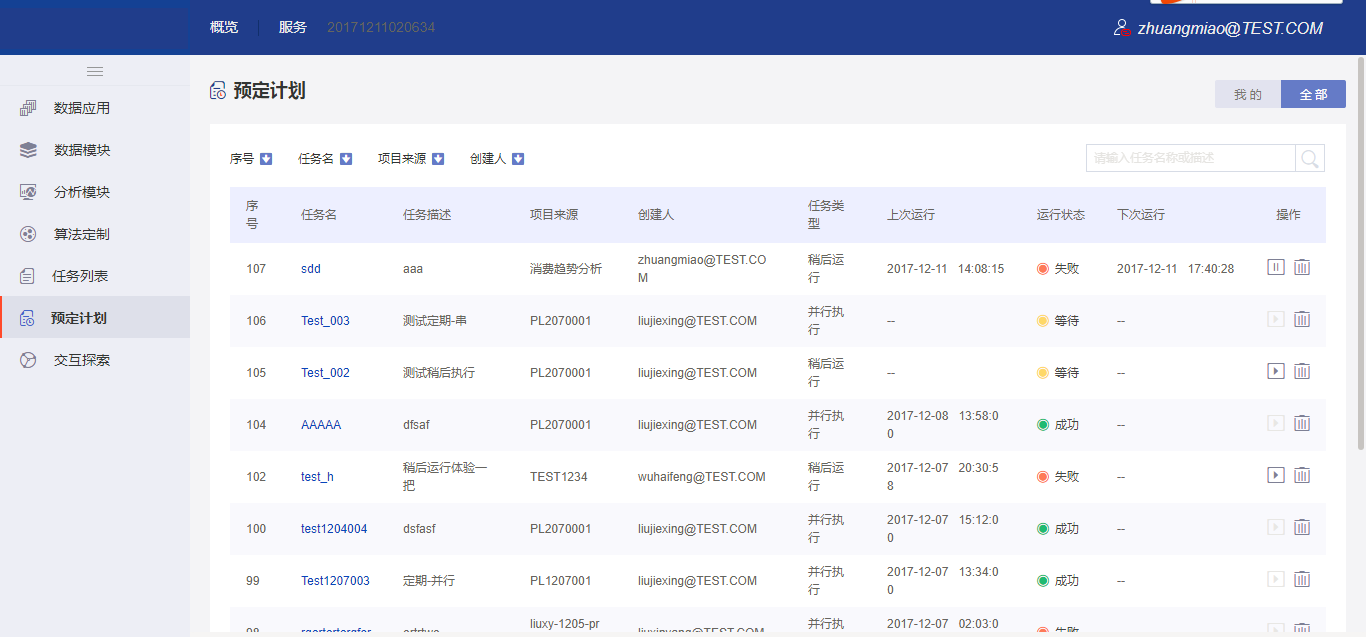 概览
服务
20171211020634
zhuangmiao@TEST.COM
数据应用
数据模块
分析模块
算法定制
任务列表
预定计划
交互探索
预定计划
我的
全部
序号 任务名 项目来源 创建人
请输入任务名称或描述
序号 任务名 任务描述 项目来源 创建人 任务类型 上次运行 运行状态 下次运行 操作
107 sdd aaa 消费趋势分析 zhuangmiao@TEST.COM 稍后运行 2017-12-11 14:08:15 失败 2017-12-11 17:40:28
106 Test_003 测试定期-串 PL2070001 liujiexing@TEST.COM 并行执行 -- 等待 --
105 Test_002 测试稍后执行 PL2070001 liujiexing@TEST.COM 稍后运行 -- 等待 --
104 AAAAA dfsaf PL2070001 liujiexing@TEST.COM 并行执行 2017-12-08 13:58:00 成功 --
102 test_h 稍后运行体验一把 TEST1234 wuhaifeng@TEST.COM 稍后运行 2017-12-07 20:30:58 失败 --
100 test1204004 dsfasf PL2070001 liujiexing@TEST.COM 并行执行 2017-12-07 15:12:00 成功 --
99 Test1207003 定期-并行 PL1207001 liujiexing@TEST.COM 并行执行 2017-12-07 13:34:00 成功 --
98 liuxy-1205-pr 并行执 2017-12-07 02:03:0 失败